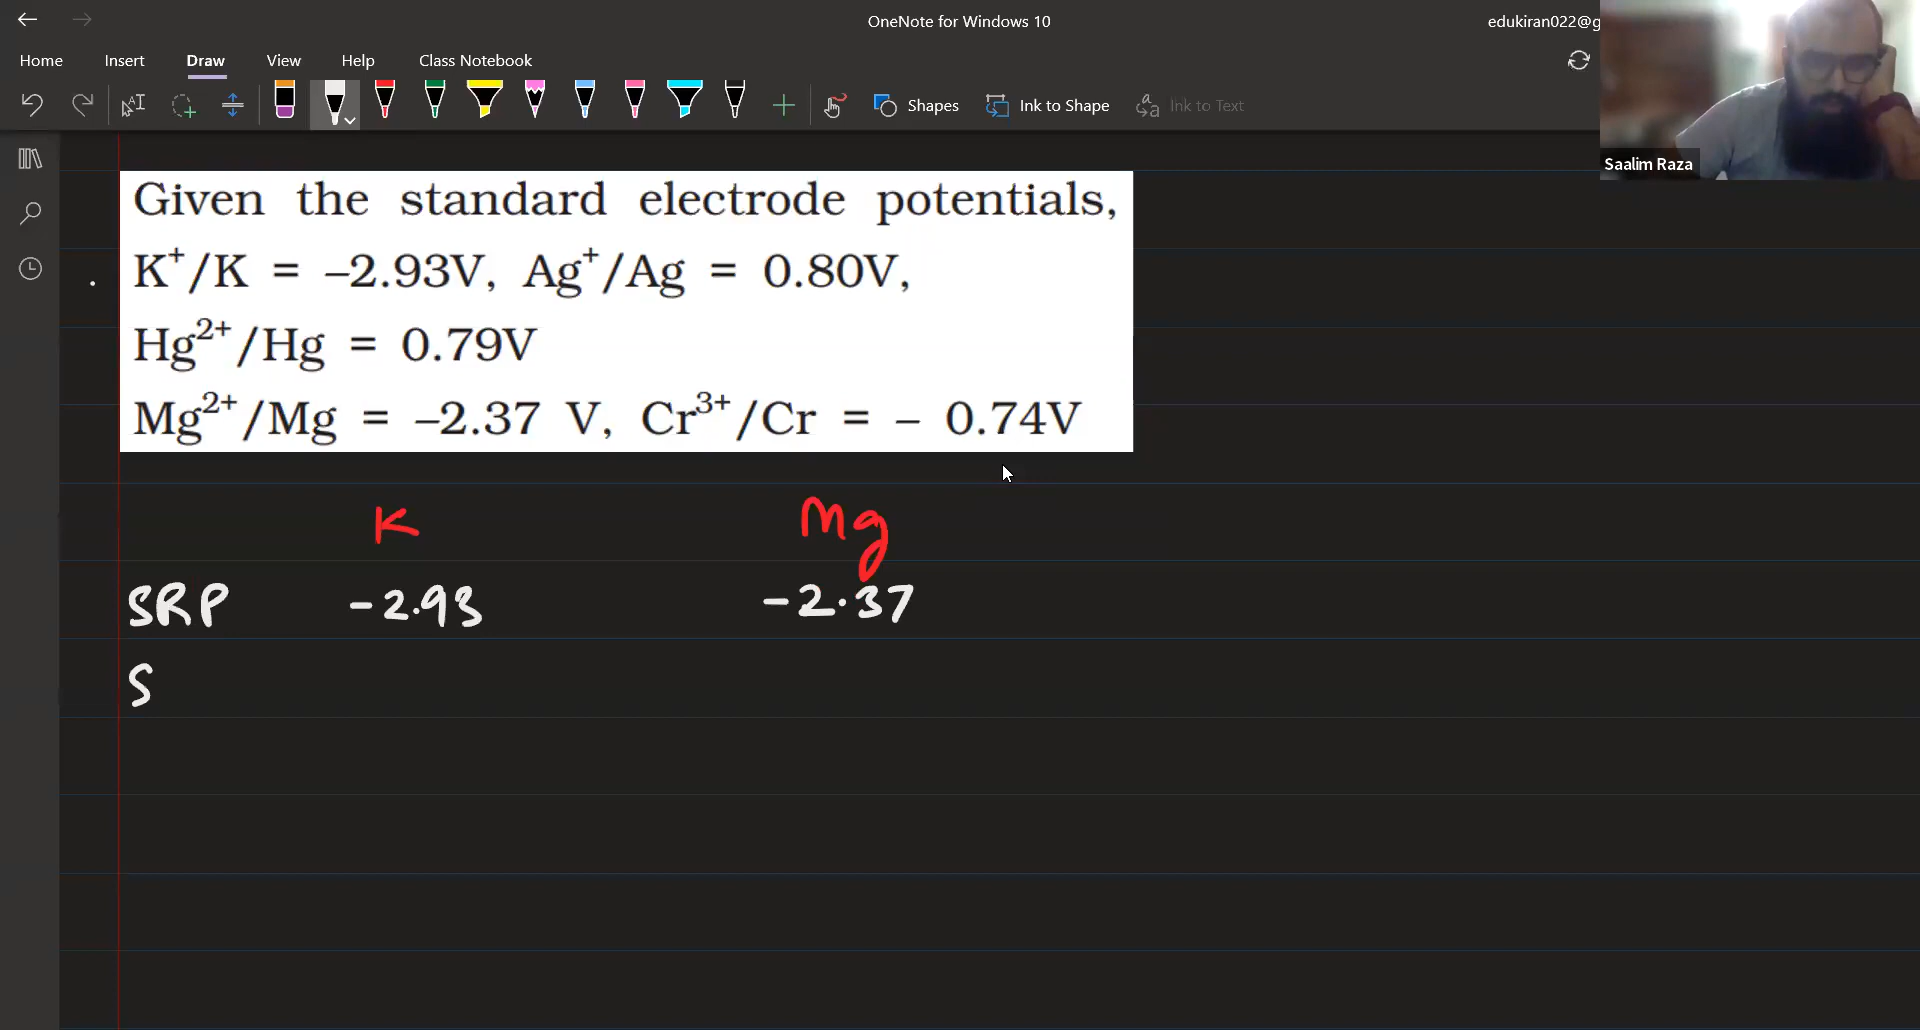 OneNote for Windows 10
edukiran022@g
Home Insert Draw View Help Class Notebook
Shapes Ink to Shape Ink to Text
Saalim Raza
Given the standard electrode potentials,
K⁺/K = –2.93V, Ag⁺/Ag = 0.80V,
Hg²⁺/Hg = 0.79V
Mg²⁺/Mg = –2.37 V, Cr³⁺/Cr = – 0.74V
K Mg
SRP -2.93 -2.37
S